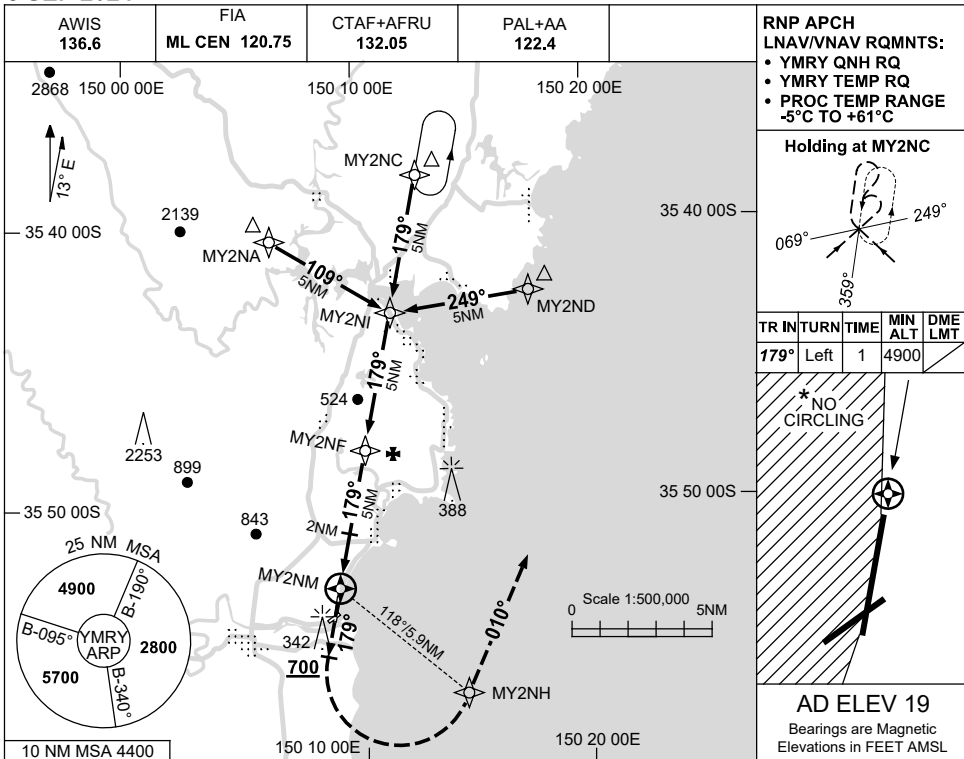 AWIS
136.6
FIA
ML CEN 120.75
CTAF+AFRU
132.05
PAL+AA
122.4
RNP APCH
LNAV/VNAV RQMNTS:
• YMRY QNH RQ
• YMRY TEMP RQ
• PROC TEMP RANGE
-5°C TO +61°C
2868
150 00 00E
150 10 00E
150 20 00E
13° E
MY2NC
Holding at MY2NC
249°
069°
359°
2139
35 40 00S
35 40 00S
179°
5NM
MY2NA
109°
5NM
249°
5NM
MY2ND
MY2NI
TR IN
TURN
TIME
MIN
ALT
DME
LMT
179°
Left
1
4900
179°
5NM
524
* NO
CIRCLING
MY2NF
2253
899
388
35 50 00S
35 50 00S
179°
5NM
2NM
843
25 NM MSA
4900
B-190°
B-095°
YMRY
ARP
2800
5700
B-340°
MY2NM
118°/5.9NM
010°
0
Scale 1:500,000
5NM
342
179°
700
MY2NH
AD ELEV 19
Bearings are Magnetic
Elevations in FEET AMSL
10 NM MSA 4400
150 10 00E
150 20 00E